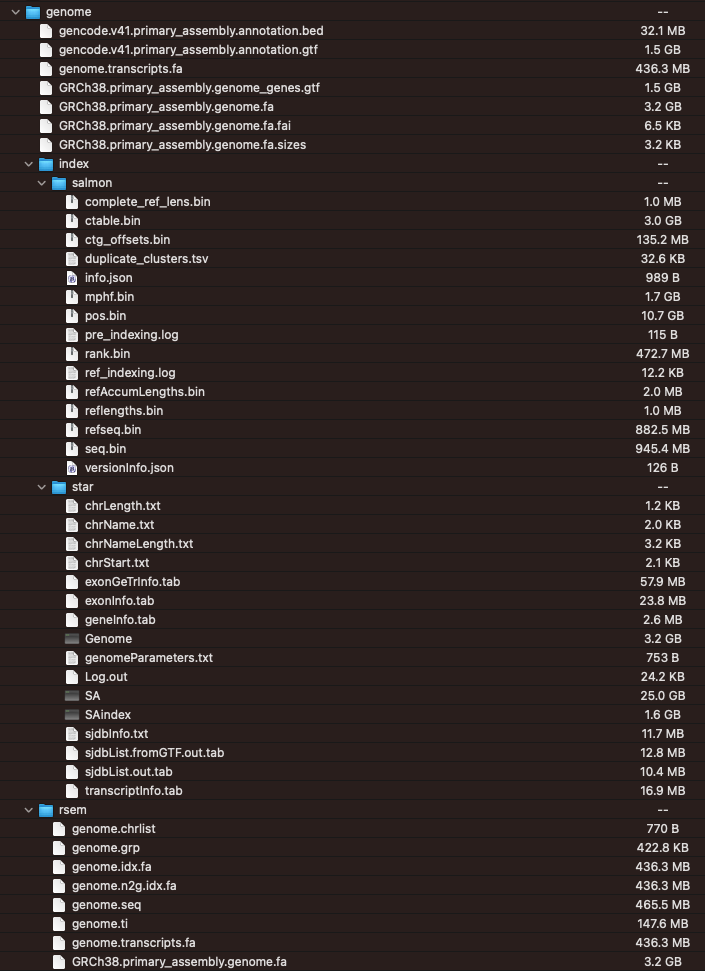 genome --
gencode.v41.primary_assembly.annotation.bed 32.1 MB
gencode.v41.primary_assembly.annotation.gtf 1.5 GB
genome.transcripts.fa 436.3 MB
GRCh38.primary_assembly.genome_genes.gtf 1.5 GB
GRCh38.primary_assembly.genome.fa 3.2 GB
GRCh38.primary_assembly.genome.fa.fai 6.5 KB
GRCh38.primary_assembly.genome.fa.sizes 3.2 KB
index --
salmon --
complete_ref_lens.bin 1.0 MB
ctable.bin 3.0 GB
ctg_offsets.bin 135.2 MB
duplicate_clusters.tsv 32.6 KB
info.json 989 B
mphf.bin 1.7 GB
pos.bin 10.7 GB
pre_indexing.log 115 B
rank.bin 472.7 MB
ref_indexing.log 12.2 KB
refAccumLengths.bin 2.0 MB
reflengths.bin 1.0 MB
refseq.bin 882.5 MB
seq.bin 945.4 MB
versionInfo.json 126 B
star --
chrLength.txt 1.2 KB
chrName.txt 2.0 KB
chrNameLength.txt 3.2 KB
chrStart.txt 2.1 KB
exonGeTrInfo.tab 57.9 MB
exonInfo.tab 23.8 MB
geneInfo.tab 2.6 MB
Genome 3.2 GB
genomeParameters.txt 753 B
Log.out 24.2 KB
SA 25.0 GB
SAindex 1.6 GB
sjdbInfo.txt 11.7 MB
sjdbList.fromGTF.out.tab 12.8 MB
sjdbList.out.tab 10.4 MB
transcriptInfo.tab 16.9 MB
rsem --
genome.chrlist 770 B
genome.grp 422.8 KB
genome.idx.fa 436.3 MB
genome.n2g.idx.fa 436.3 MB
genome.seq 465.5 MB
genome.ti 147.6 MB
genome.transcripts.fa 436.3 MB
GRCh38.primary_assembly.genome.fa 3.2 GB